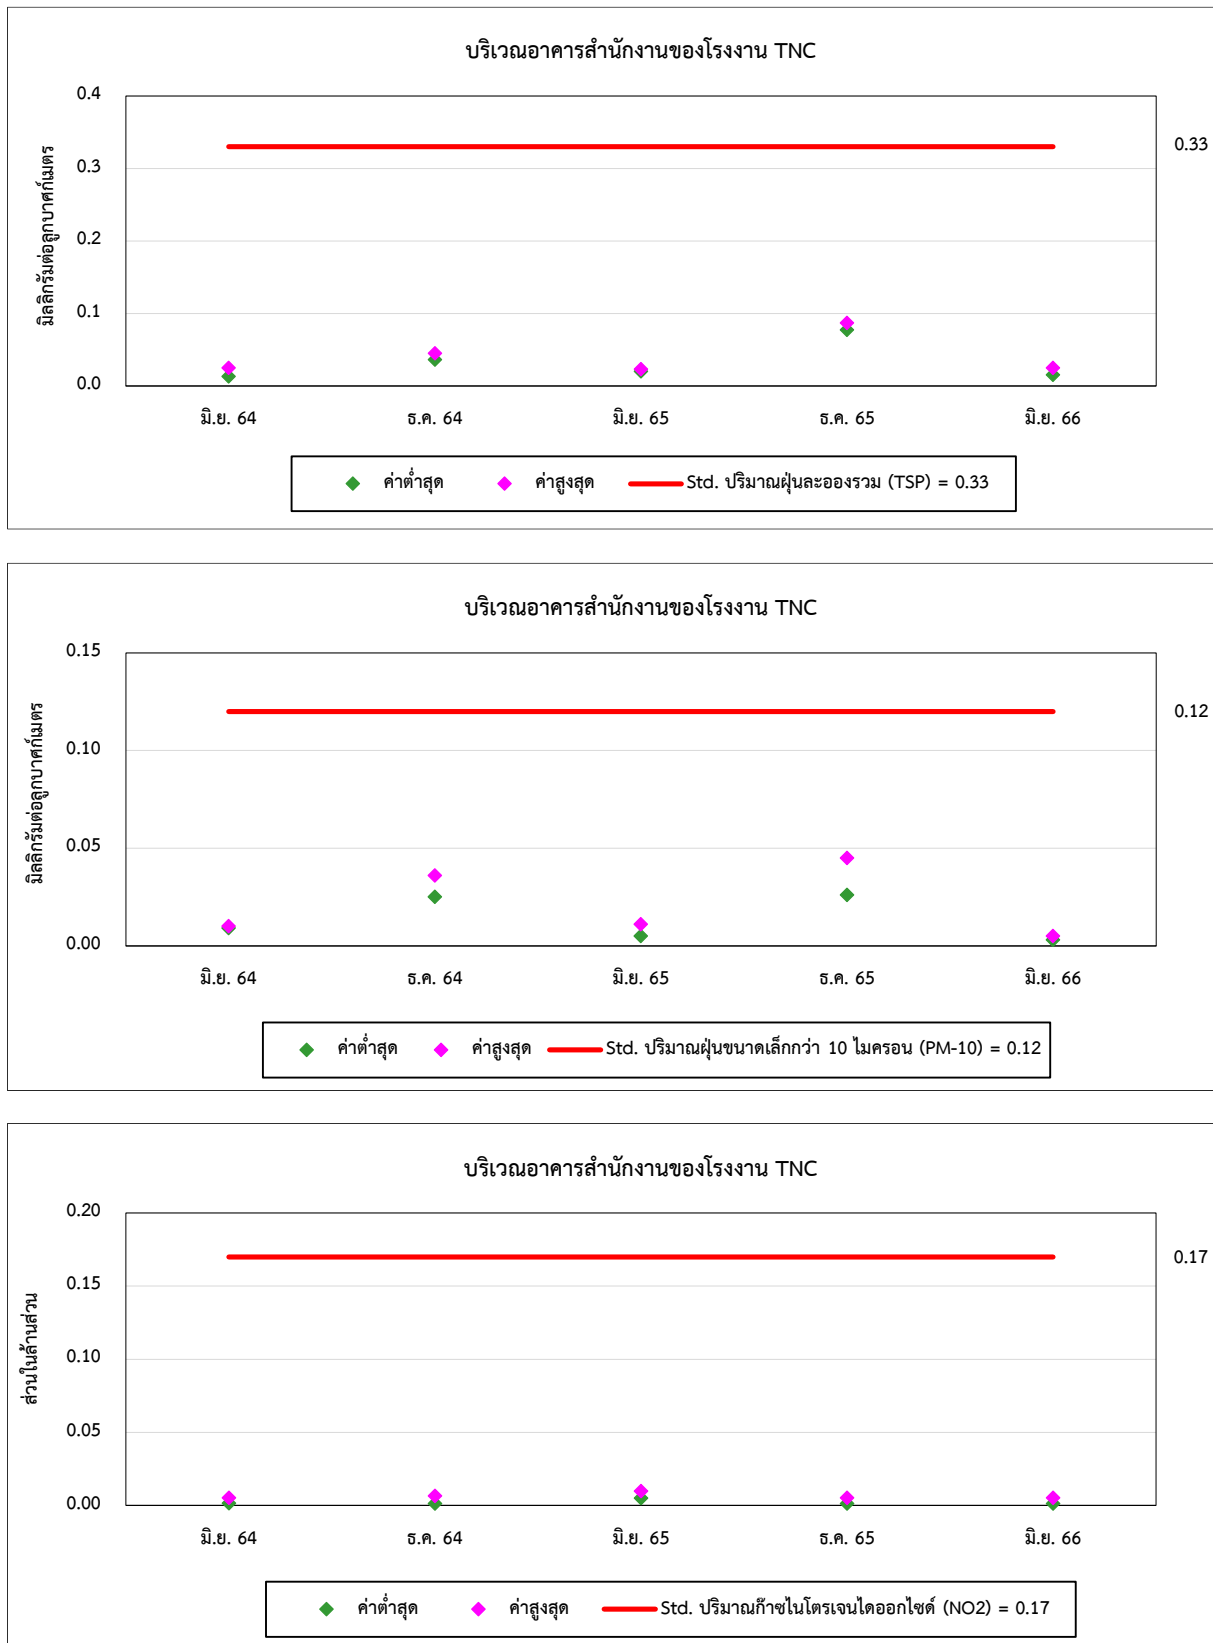 บริเวณอาคารสำนักงานของโรงงาน TNC
มิลลิกรัมต่อลูกบาศก์เมตร
0.4
0.3
0.2
0.1
0.0
0.33
มิ.ย. 64 ธ.ค. 64 มิ.ย. 65 ธ.ค. 65 มิ.ย. 66
ค่าต่ำสุด ค่าสูงสุด Std. ปริมาณฝุ่นละอองรวม (TSP) = 0.33
บริเวณอาคารสำนักงานของโรงงาน TNC
มิลลิกรัมต่อลูกบาศก์เมตร
0.15
0.10
0.05
0.00
0.12
มิ.ย. 64 ธ.ค. 64 มิ.ย. 65 ธ.ค. 65 มิ.ย. 66
ค่าต่ำสุด ค่าสูงสุด Std. ปริมาณฝุ่นขนาดเล็กกว่า 10 ไมครอน (PM-10) = 0.12
บริเวณอาคารสำนักงานของโรงงาน TNC
ส่วนในล้านส่วน
0.20
0.15
0.10
0.05
0.00
0.17
มิ.ย. 64 ธ.ค. 64 มิ.ย. 65 ธ.ค. 65 มิ.ย. 66
ค่าต่ำสุด ค่าสูงสุด Std. ปริมาณก๊าซไนโตรเจนไดออกไซด์ (NO2) = 0.17